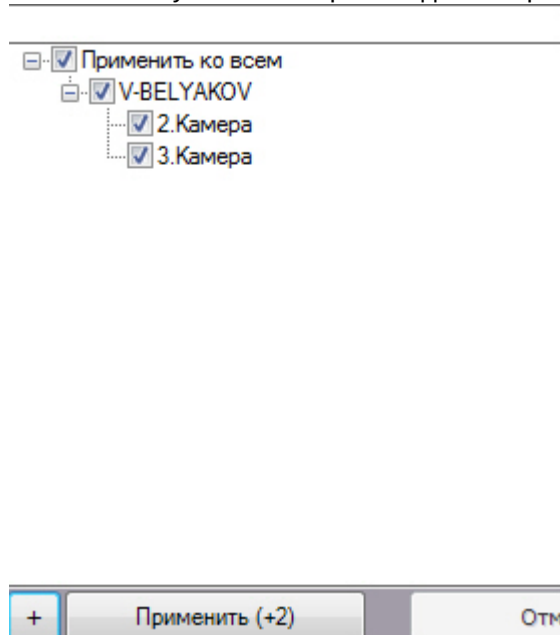 Применить ко всем
V-BELYAKOV
2.Камера
3.Камера
+ Применить (+2)